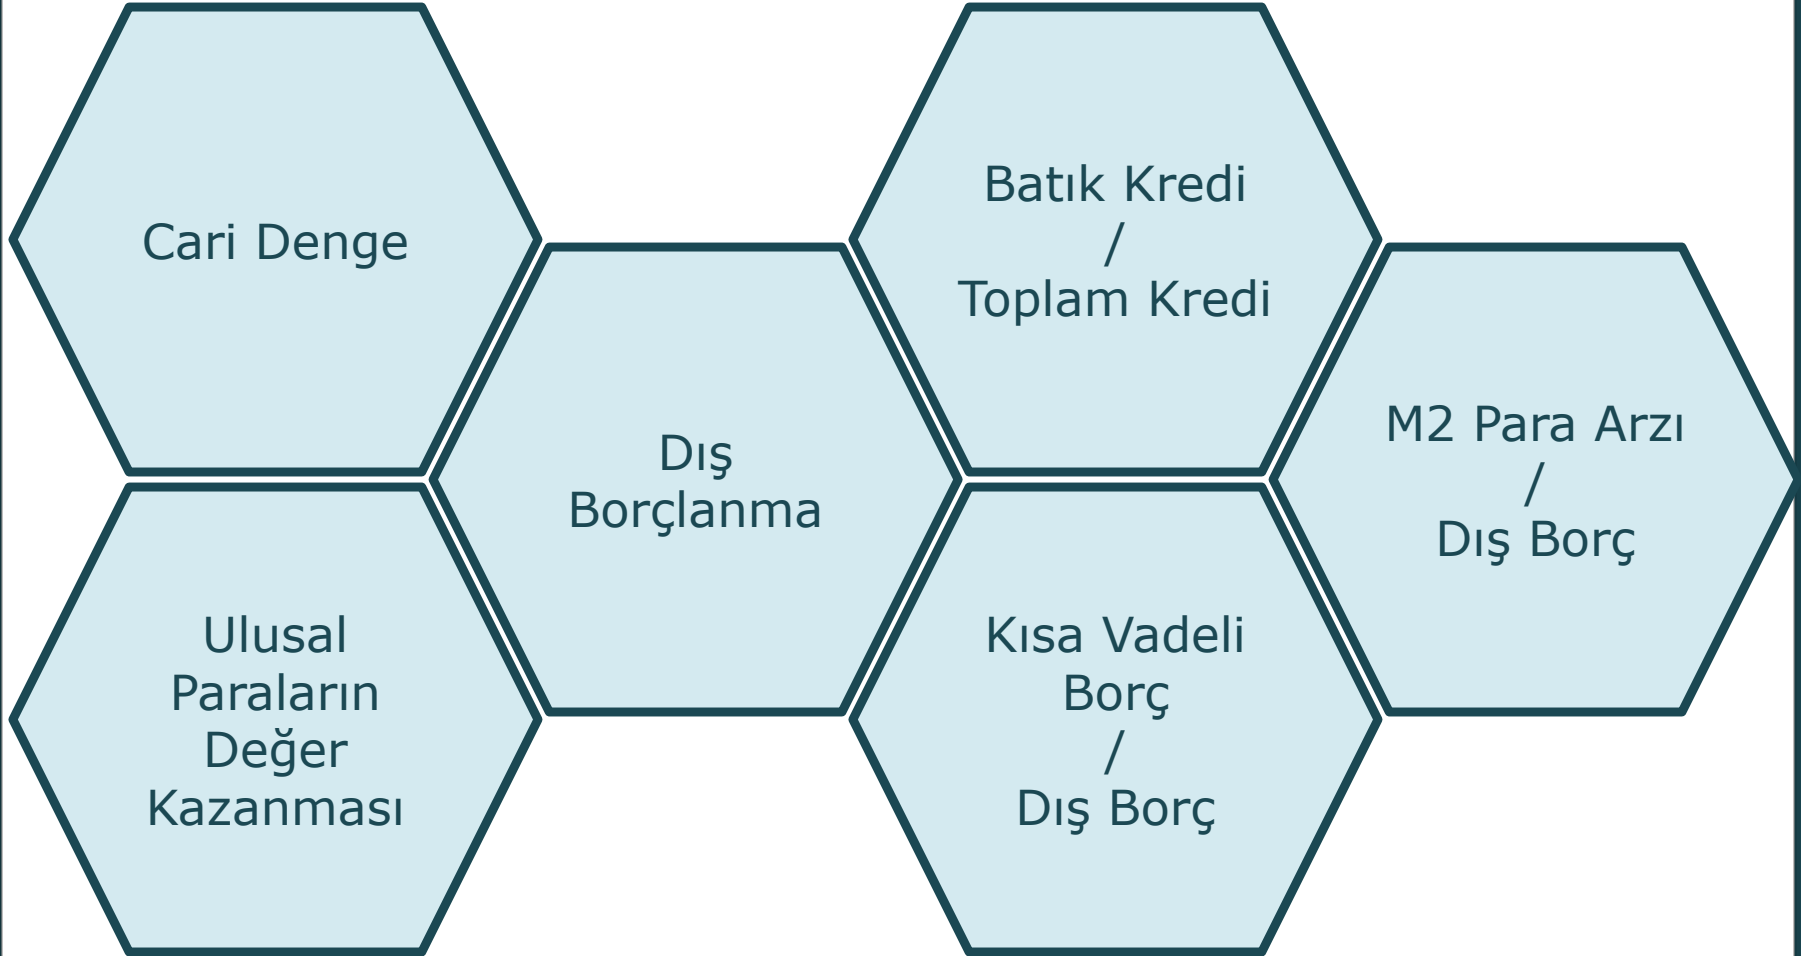 Cari Denge
Ulusal
Paraların
Değer
Kazanması
Dış
Borçlanma
Batık Kredi
/
Toplam Kredi
Kısa Vadeli
Borç
/
Dış Borç
M2 Para Arzı
/
Dış Borç